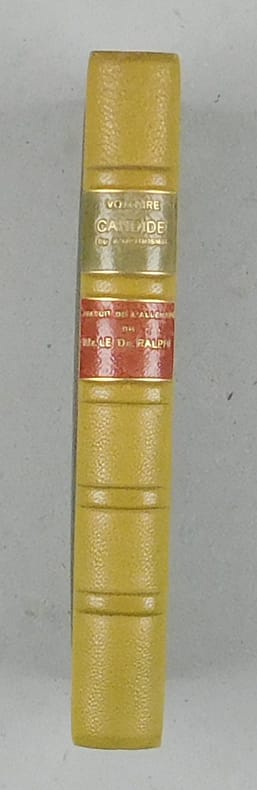 VOLTAIRE
CANDIDE
OU L'OPTIMISME
TRADUIT DE L'ALLEMAND
DE
Mr. LE Dr. RALPH